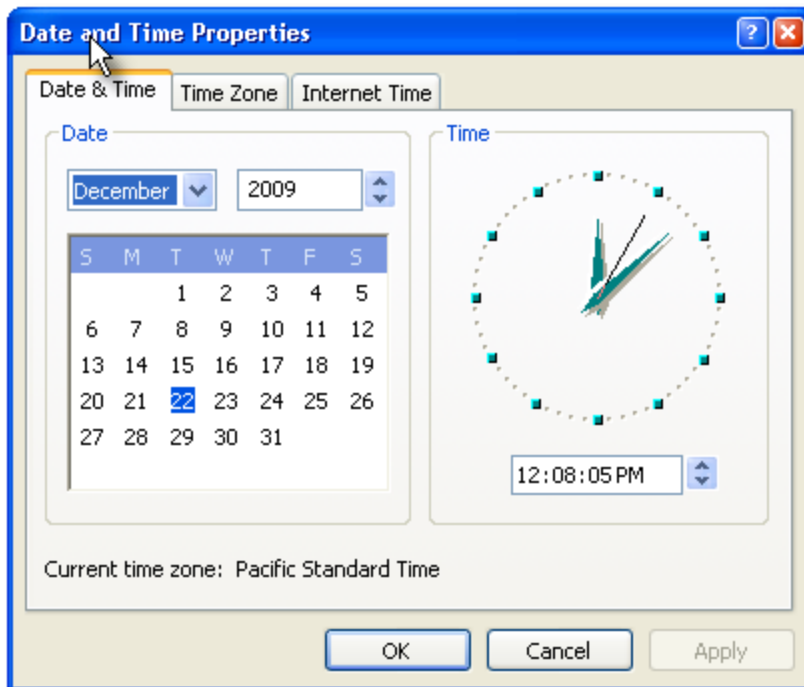 Date and Time Properties
Date & Time Time Zone Internet Time
Date
December 2009
S M T W T F S
1 2 3 4 5
6 7 8 9 10 11 12
13 14 15 16 17 18 19
20 21 22 23 24 25 26
27 28 29 30 31
Time
12:08:05 PM
Current time zone: Pacific Standard Time
OK Cancel Apply